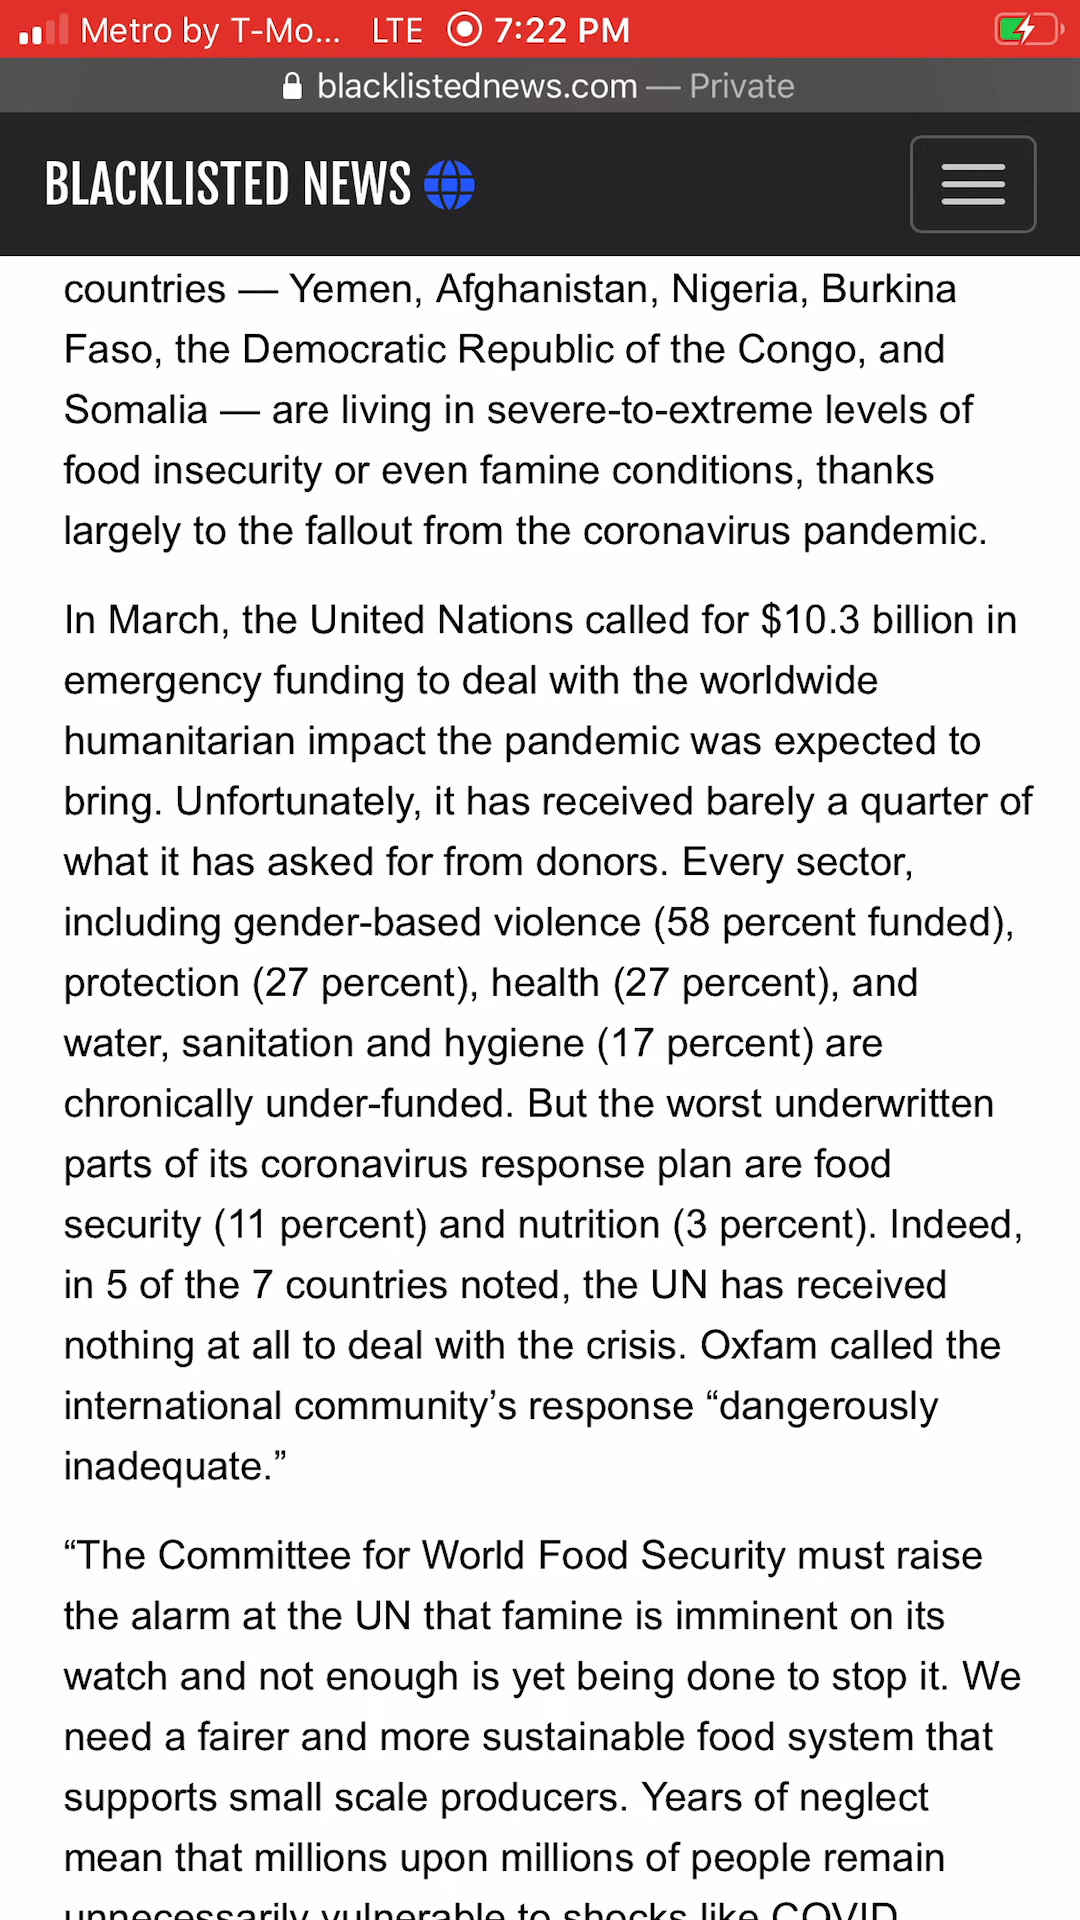 Metro by T-Mo... LTE 7:22 PM
blacklistednews.com — Private
BLACKLISTED NEWS
countries — Yemen, Afghanistan, Nigeria, Burkina
Faso, the Democratic Republic of the Congo, and
Somalia — are living in severe-to-extreme levels of
food insecurity or even famine conditions, thanks
largely to the fallout from the coronavirus pandemic.
In March, the United Nations called for $10.3 billion in
emergency funding to deal with the worldwide
humanitarian impact the pandemic was expected to
bring. Unfortunately, it has received barely a quarter of
what it has asked for from donors. Every sector,
including gender-based violence (58 percent funded),
protection (27 percent), health (27 percent), and
water, sanitation and hygiene (17 percent) are
chronically under-funded. But the worst underwritten
parts of its coronavirus response plan are food
security (11 percent) and nutrition (3 percent). Indeed,
in 5 of the 7 countries noted, the UN has received
nothing at all to deal with the crisis. Oxfam called the
international community’s response “dangerously
inadequate.”
“The Committee for World Food Security must raise
the alarm at the UN that famine is imminent on its
watch and not enough is yet being done to stop it. We
need a fairer and more sustainable food system that
supports small scale producers. Years of neglect
mean that millions upon millions of people remain
unnecessarily vulnerable to shocks like COVID